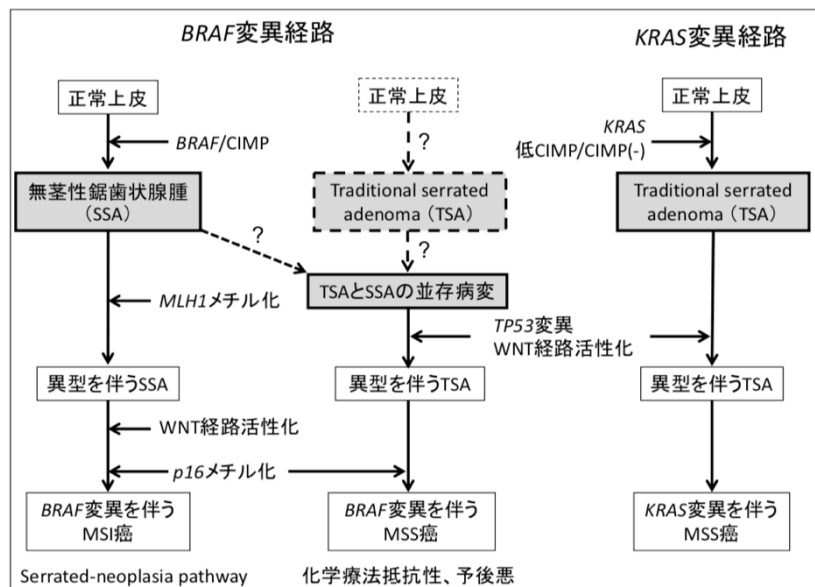 BRAF変異経路
KRAS変異経路
正常上皮
正常上皮
正常上皮
BRAF/CIMP
?
KRAS
低CIMP/CIMP(-)
無茎性鋸歯状腺腫
(SSA)
Traditional serrated
adenoma (TSA)
Traditional serrated
adenoma (TSA)
?
?
TSAとSSAの並存病変
MLH1メチル化
TP53変異
WNT経路活性化
異型を伴うSSA
異型を伴うTSA
異型を伴うTSA
WNT経路活性化
p16メチル化
BRAF変異を伴う
MSI癌
BRAF変異を伴う
MSS癌
KRAS変異を伴う
MSS癌
Serrated-neoplasia pathway
化学療法抵抗性、予後悪